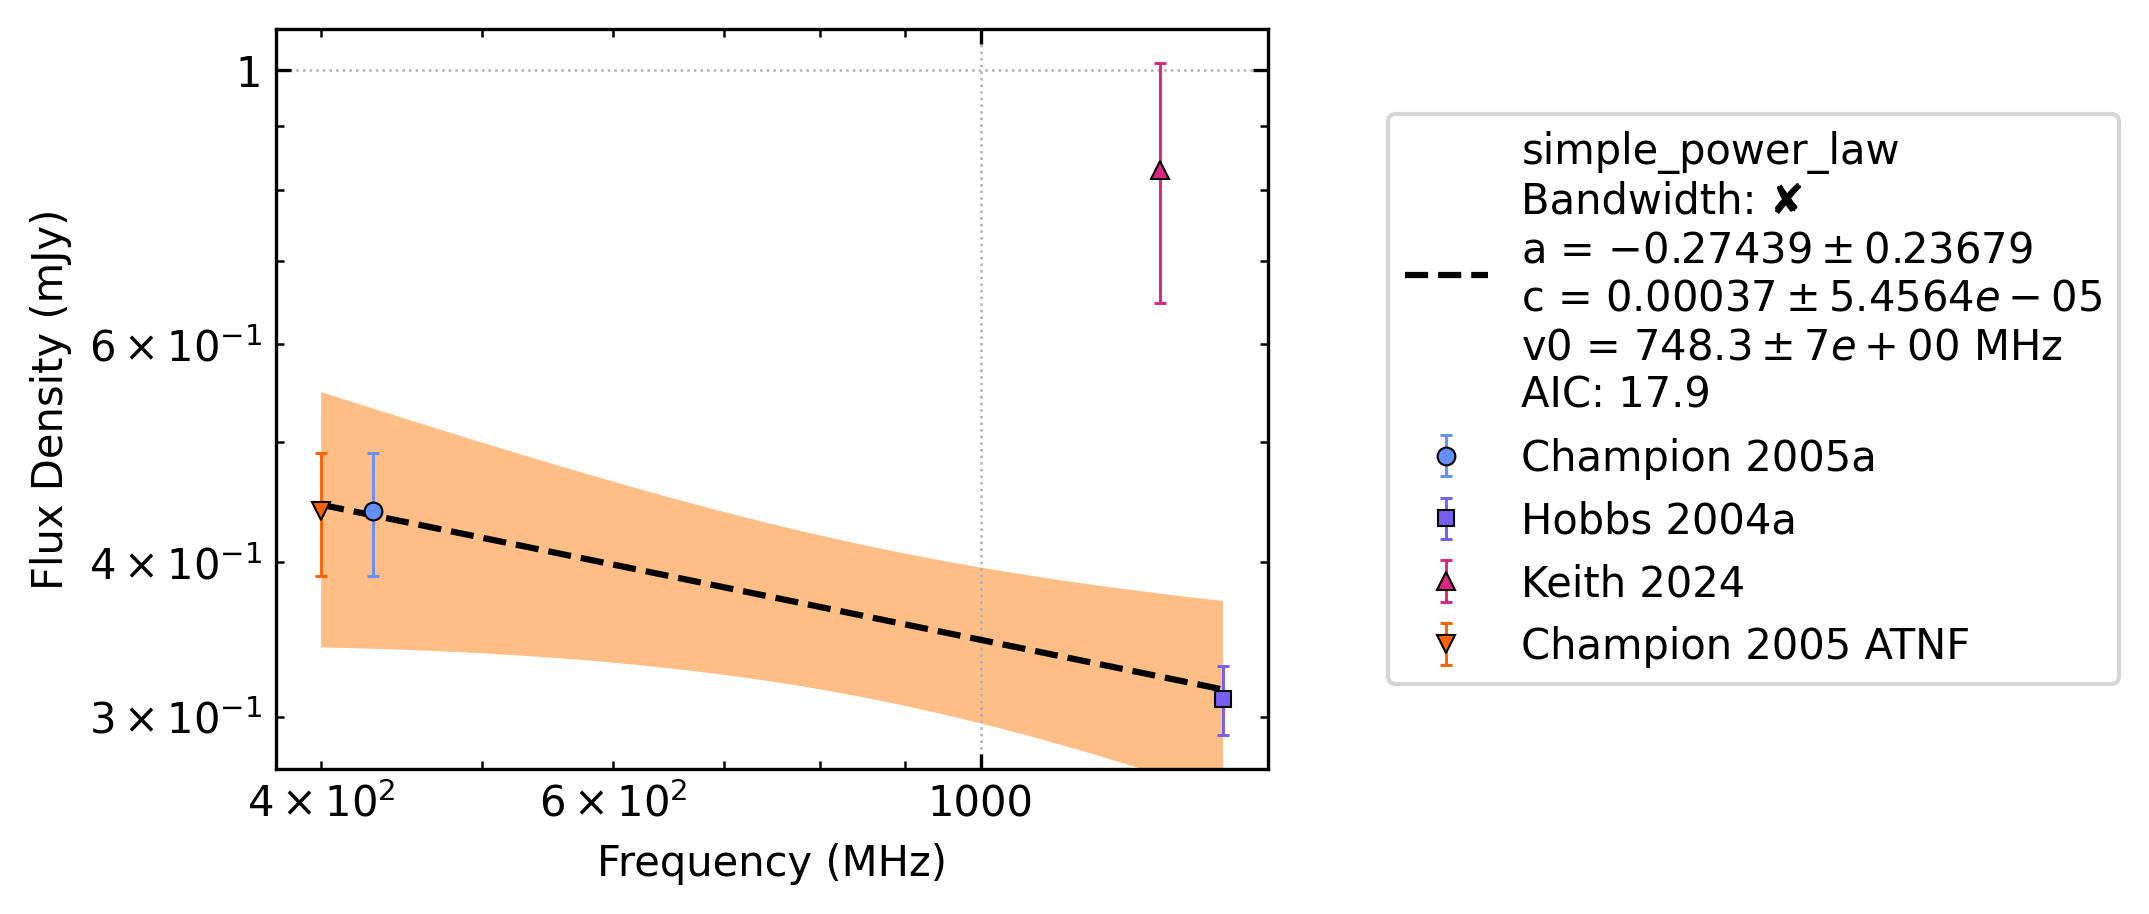 1
6 × 10⁻¹
4 × 10⁻¹
3 × 10⁻¹
Flux Density (mJy)
4 × 10² 6 × 10² 1000
Frequency (MHz)
simple_power_law
Bandwidth: ✘
a = −0.27439 ± 0.23679
c = 0.00037 ± 5.4564e − 05
v0 = 748.3 ± 7e + 00 MHz
AIC: 17.9
Champion 2005a
Hobbs 2004a
Keith 2024
Champion 2005 ATNF